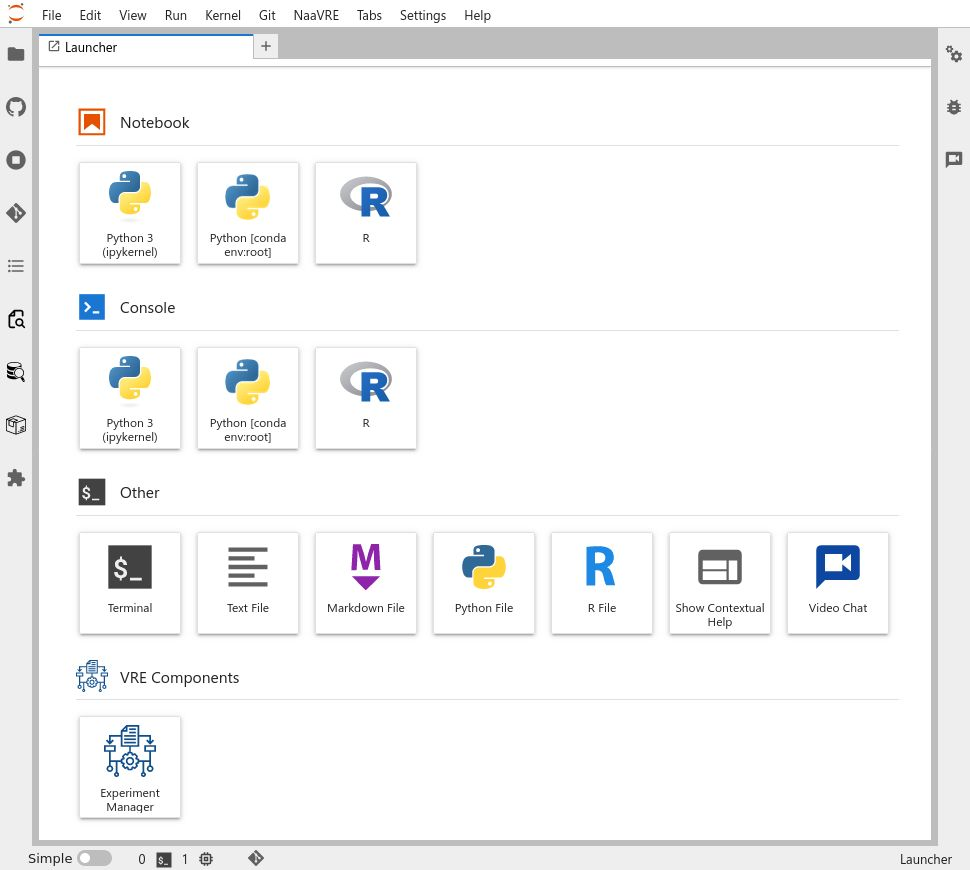 File Edit View Run Kernel Git NaaVRE Tabs Settings Help
Launcher
Notebook
Python 3
(ipykernel)
Python [conda
env:root]
R
Console
Python 3
(ipykernel)
Python [conda
env:root]
R
Other
$_
Terminal
Text File
M
Markdown File
Python File
R
R File
Show Contextual
Help
Video Chat
VRE Components
Experiment
Manager
Simple 0 $_ 1 Launcher